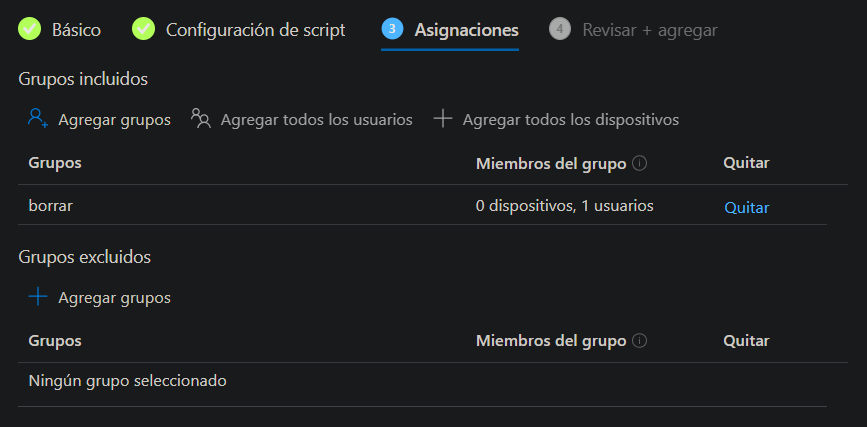 Básico Configuración de script 3 Asignaciones 4 Revisar + agregar
Grupos incluidos
Agregar grupos Agregar todos los usuarios Agregar todos los dispositivos
Grupos Miembros del grupo Quitar
borrar 0 dispositivos, 1 usuarios Quitar
Grupos excluidos
Agregar grupos
Grupos Miembros del grupo Quitar
Ningún grupo seleccionado